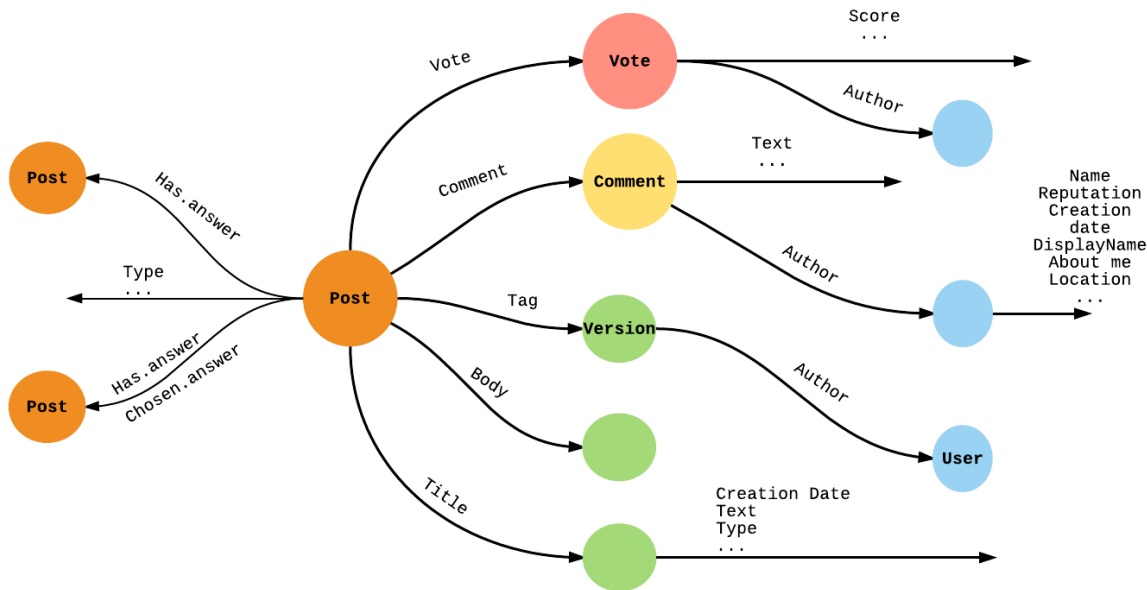 Score
...
Vote
Vote
Author
Text
...
Post
Has.answer
Comment
Comment
Name
Reputation
Creation
date
DisplayName
About me
Location
...
Author
Type
...
Post
Tag
Version
Has.answer
Chosen.answer
Post
Body
Author
User
Title
Creation Date
Text
Type
...